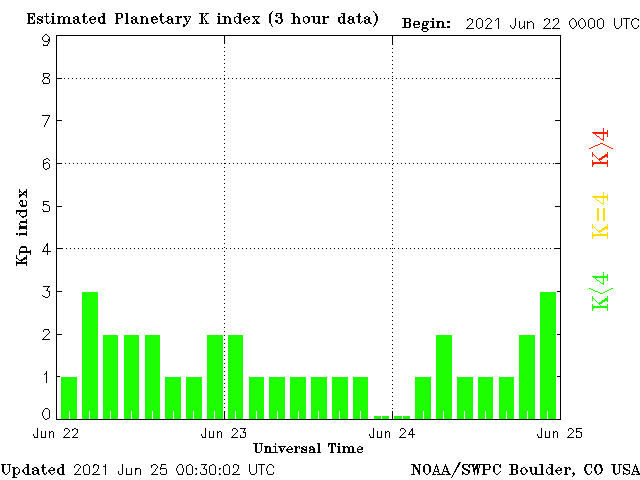 Estimated Planetary K index (3 hour data) Begin: 2021 Jun 22 0000 UTC
9
8
7
6
5
4
3
2
1
0
Kp index
K>4
K=4
K<4
Jun 22 Jun 23 Jun 24 Jun 25
Universal Time
Updated 2021 Jun 25 00:30:02 UTC NOAA/SWPC Boulder, CO USA